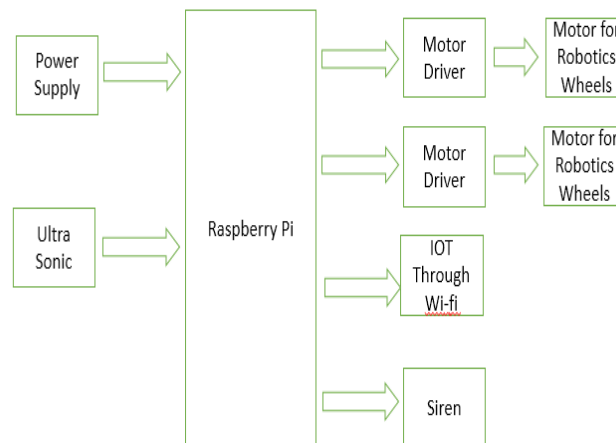 Power
Supply
Ultra
Sonic
Raspberry Pi
Motor
Driver
Motor for
Robotics
Wheels
Motor
Driver
Motor for
Robotics
Wheels
IOT
Through
Wi-fi
Siren